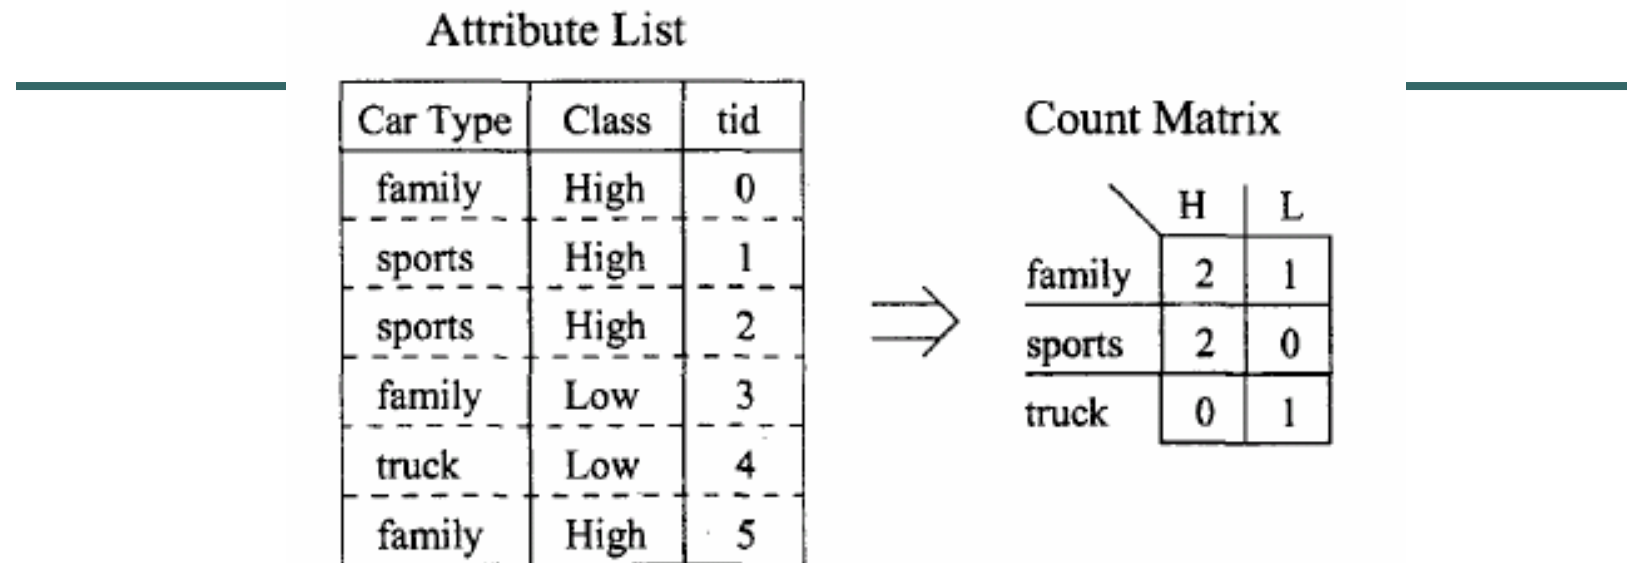 Attribute List
Car Type Class tid
family High 0
sports High 1
sports High 2
family Low 3
truck Low 4
family High 5
Count Matrix
H L
family 2 1
sports 2 0
truck 0 1